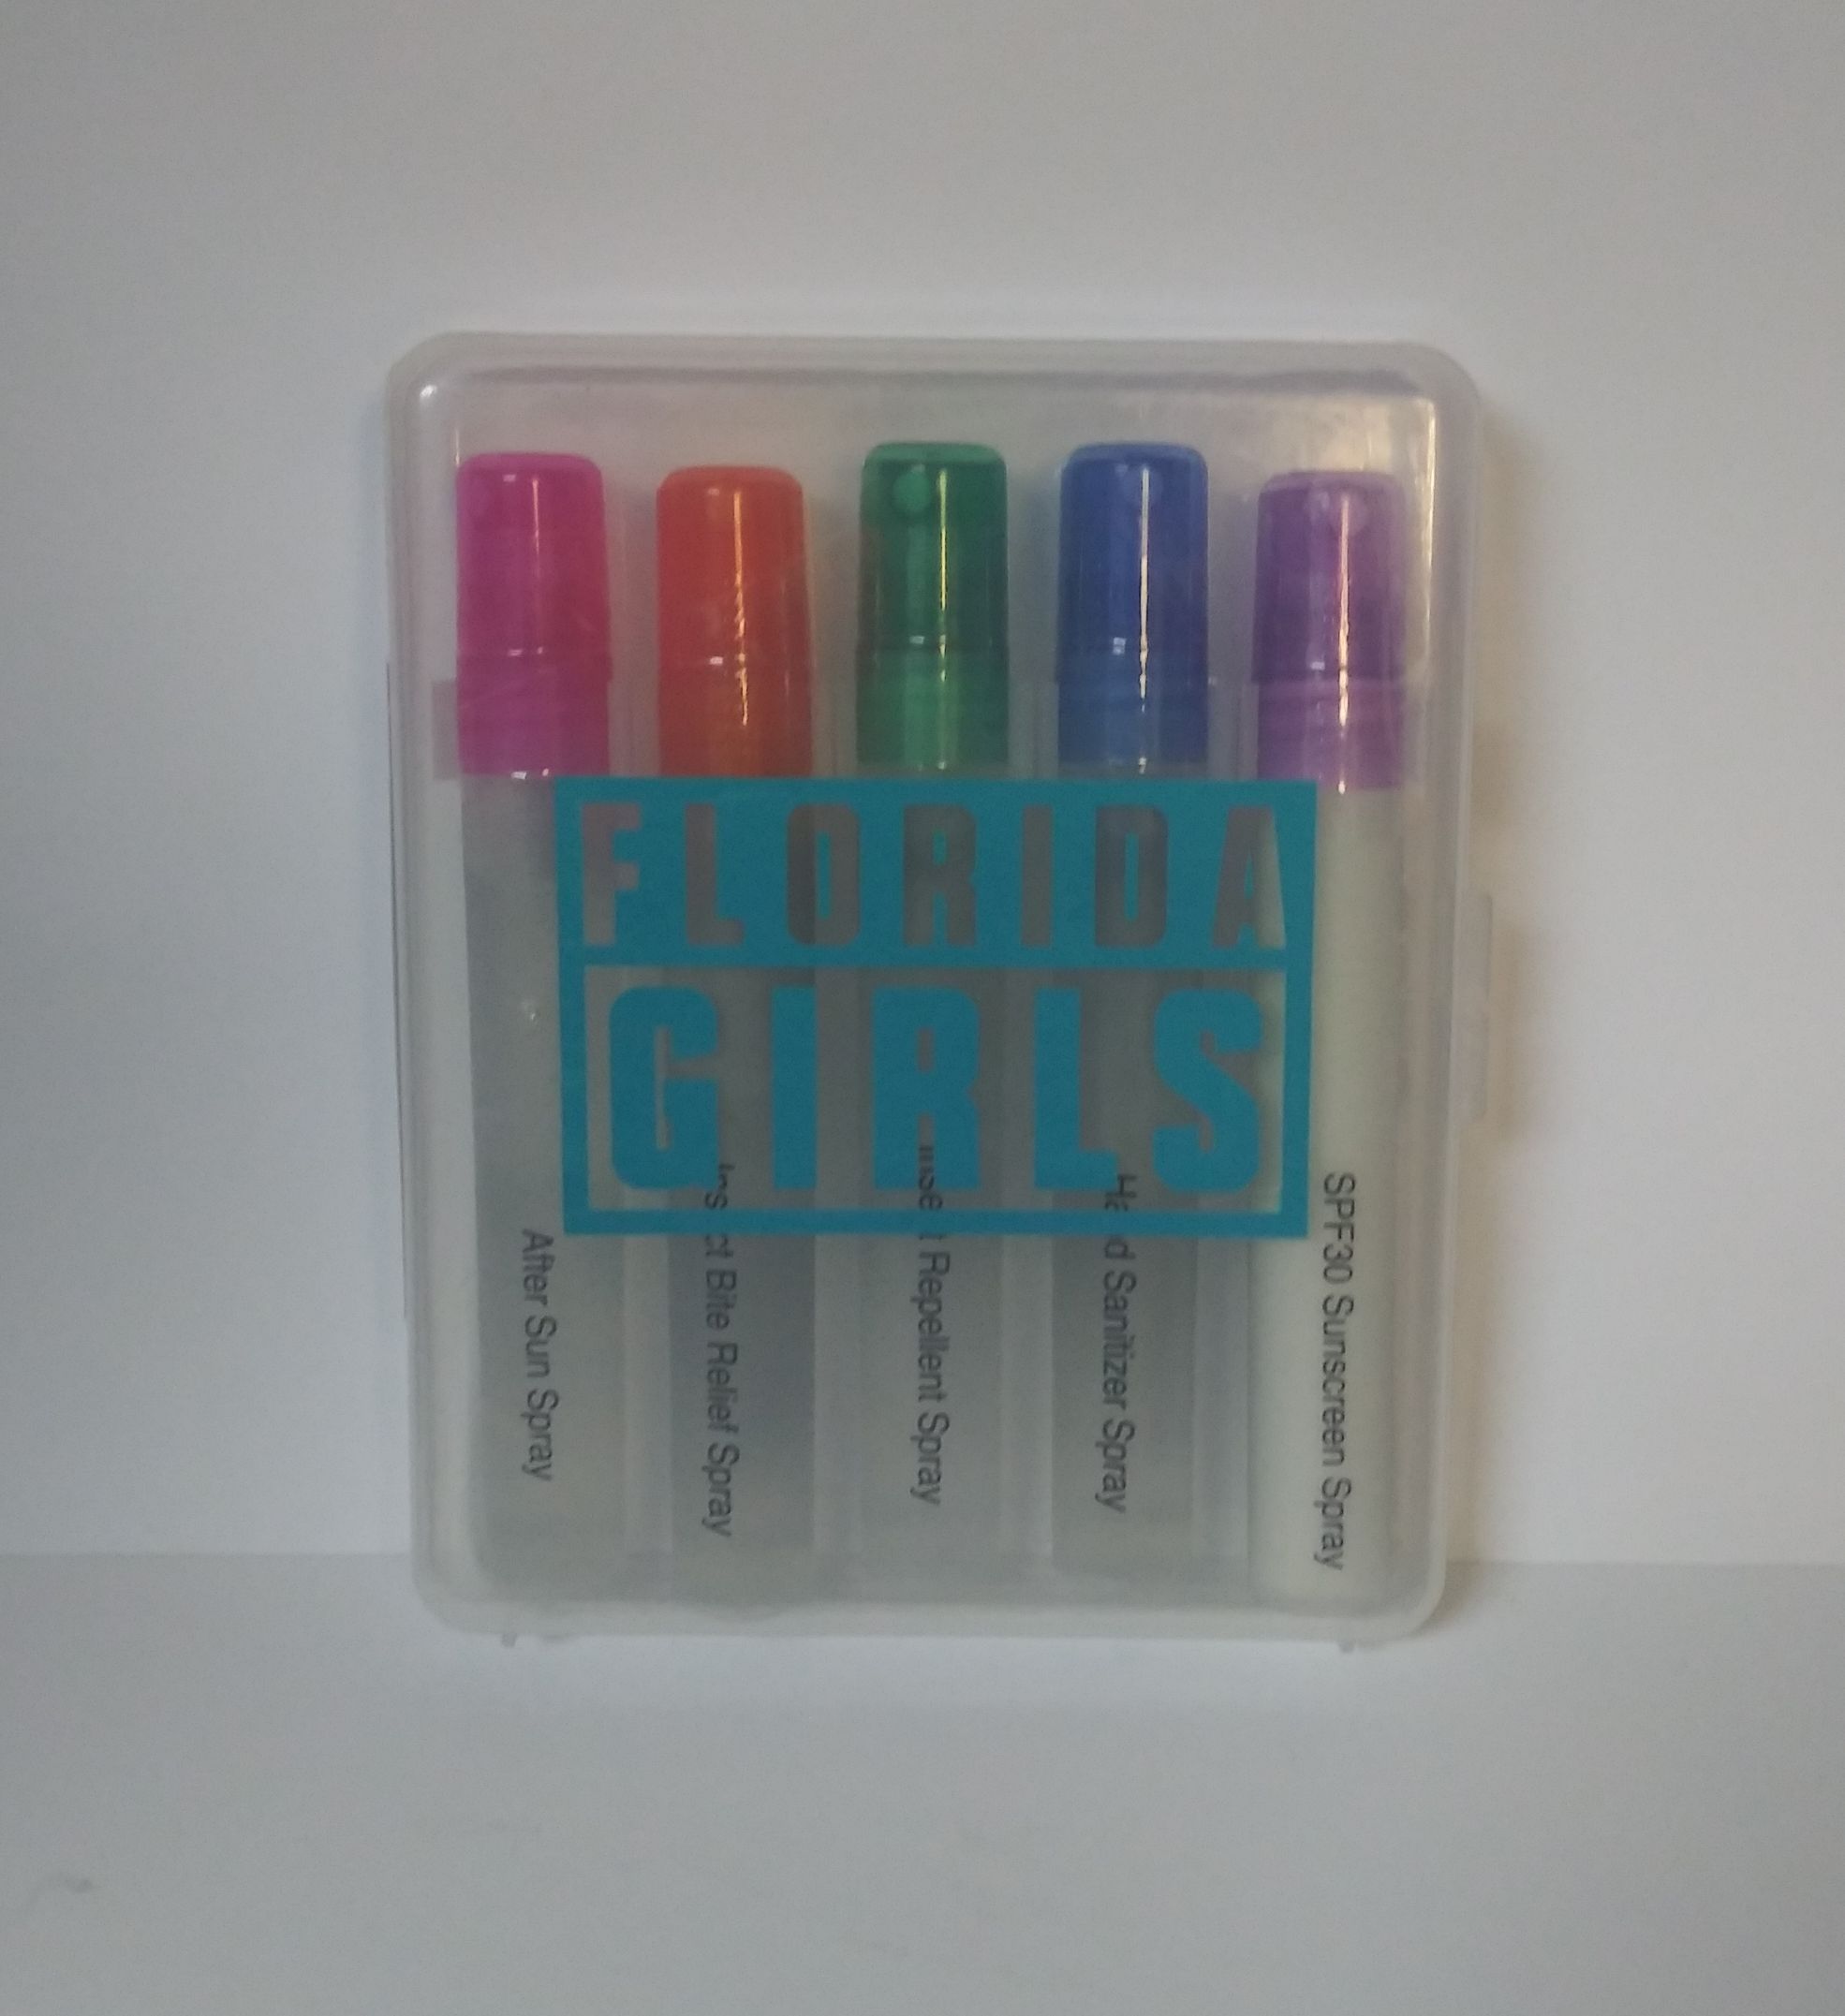 FLORIDA
GIRLS
After Sun Spray
Bite Relief Spray
Repellent Spray
Sanitizer Spray
SPF30 Sunscreen Spray